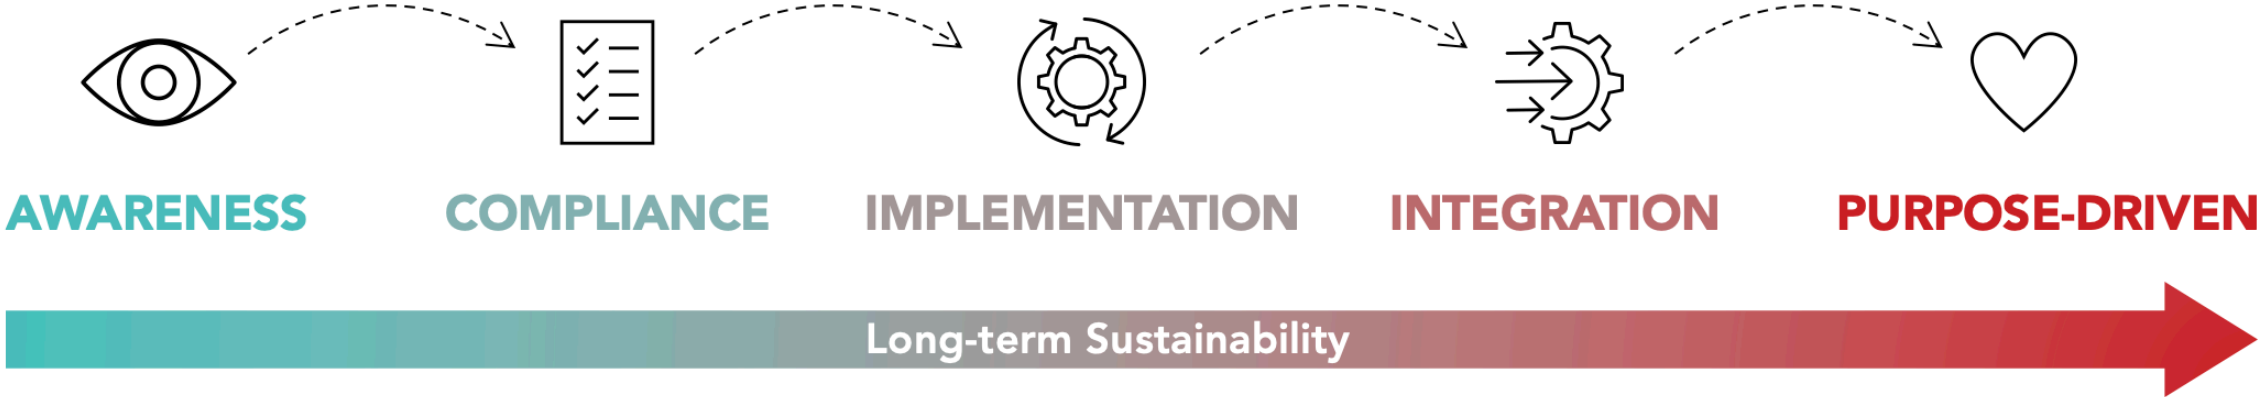 AWARENESS
COMPLIANCE
IMPLEMENTATION
INTEGRATION
PURPOSE-DRIVEN
Long-term Sustainability